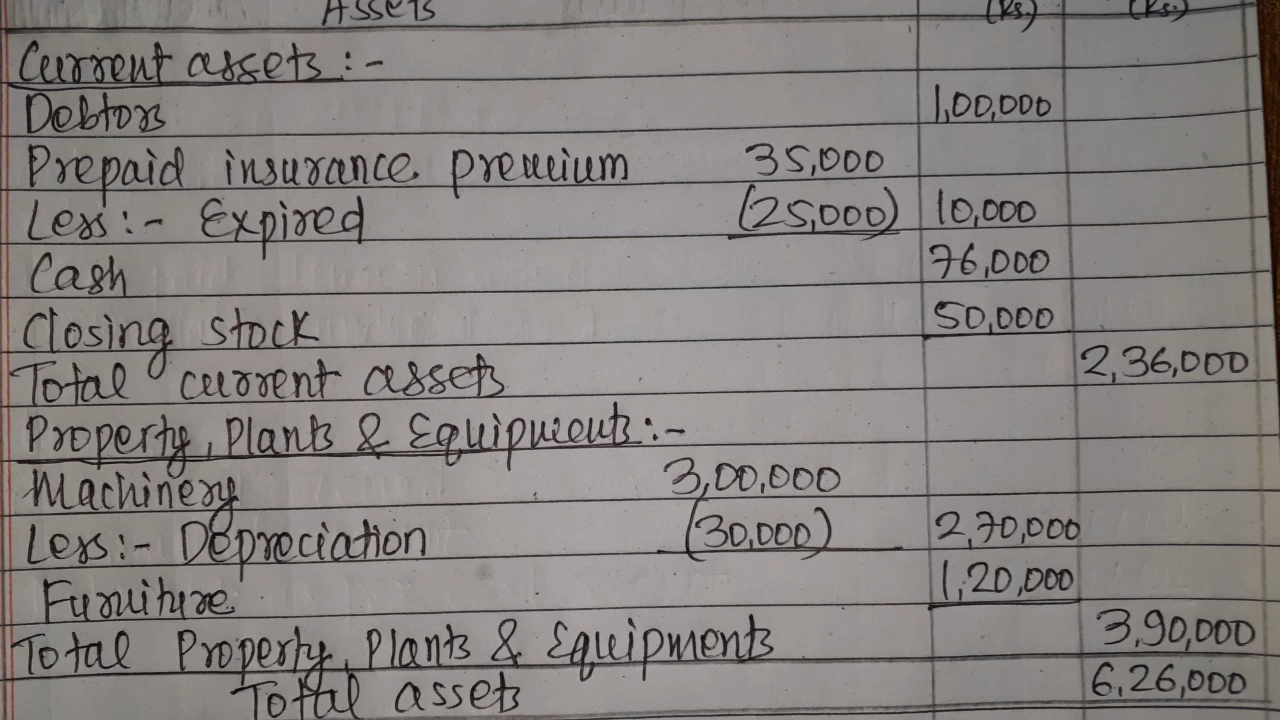 Assets (Rs.) (Rs.)
Current assets :-
Debtors 1,00,000
Prepaid insurance premium 35,000
Less :- Expired (25,000) 10,000
Cash 76,000
Closing stock 50,000
Total current assets 2,36,000
Property, Plants & Equipments :-
Machinery 3,00,000
Less :- Depreciation (30,000) 2,70,000
Furniture 1,20,000
Total Property, Plants & Equipments 3,90,000
Total assets 6,26,000